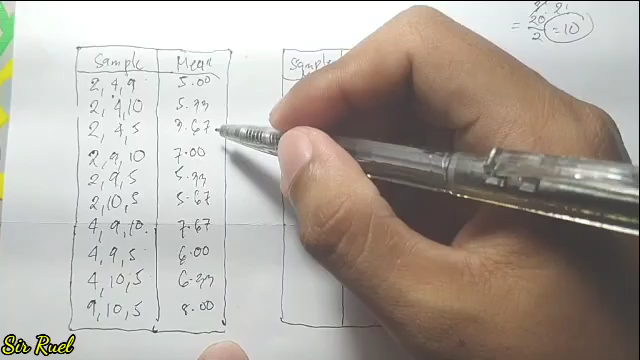 9.21
= 20/2 = 10
Sample Mean
2, 4, 9 5.00
2, 4, 10 5.33
2, 4, 5 3.67
2, 9, 10 7.00
2, 9, 5 5.33
2, 10, 5 5.67
4, 9, 10 7.67
4, 9, 5 6.00
4, 10, 5 6.33
9, 10, 5 8.00
Sample
Sir Ruel